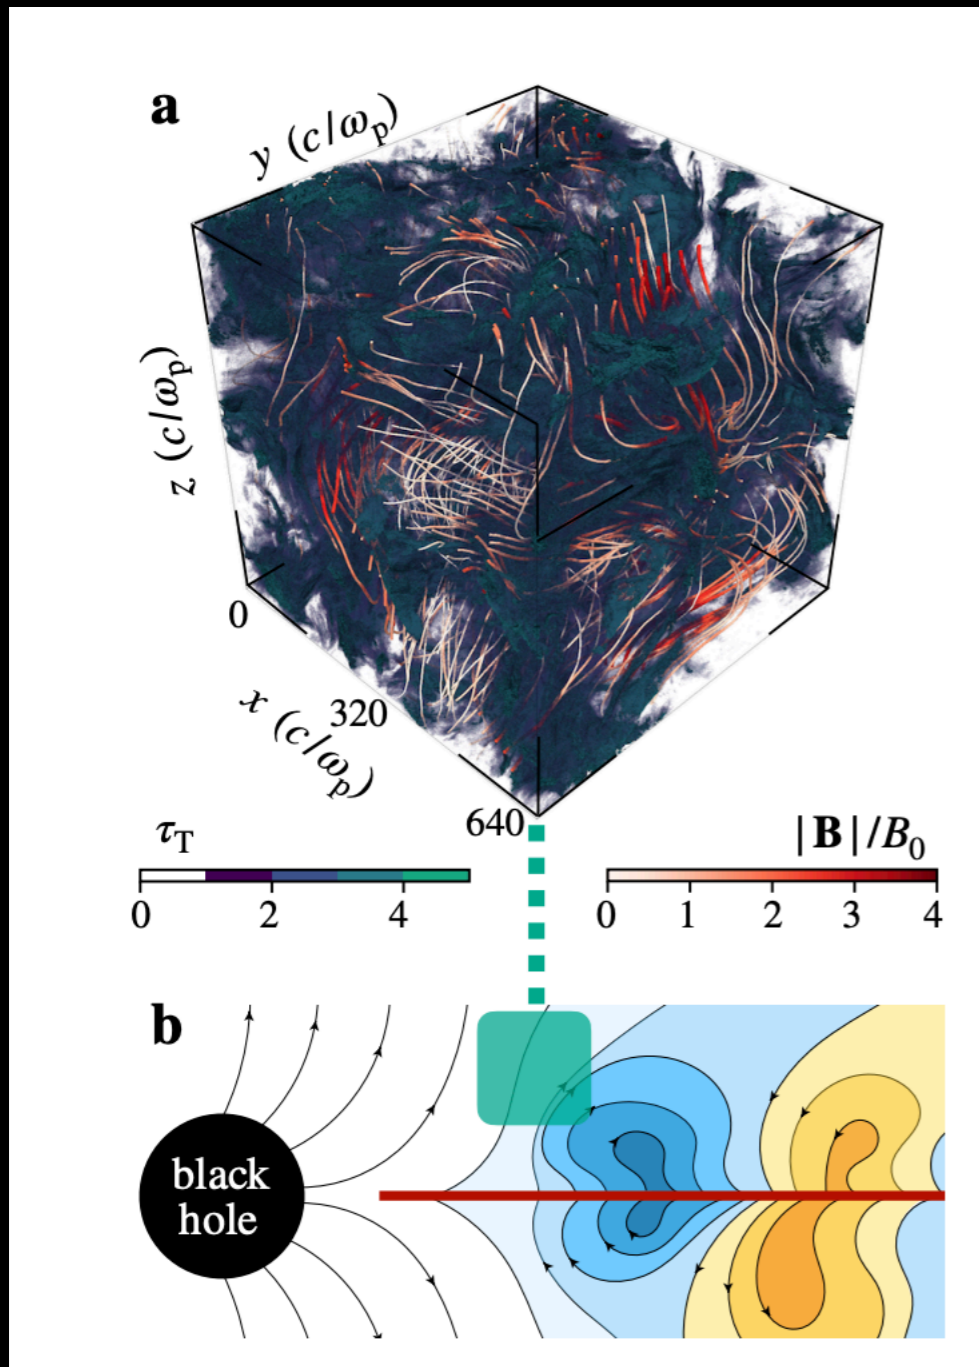 a
y (c/ωp)
z (c/ωp)
0
x (c/ωp)
320
640
τT
|B|/B0
0 2 4
0 1 2 3 4
b
black
hole